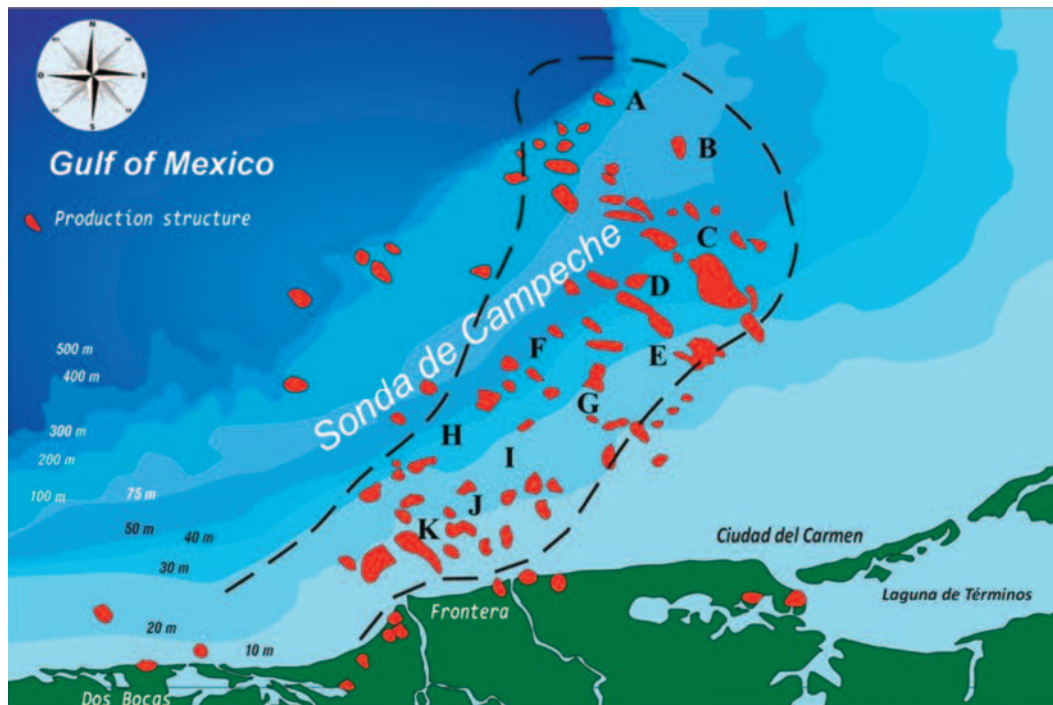 N
O
E
S
Gulf of Mexico
Production structure
Sonda de Campeche
A
B
C
D
E
F
G
H
I
J
K
500 m
400 m
300 m
200 m
100 m
75 m
50 m
40 m
30 m
20 m
10 m
Ciudad del Carmen
Laguna de Términos
Frontera
Dos Bocas